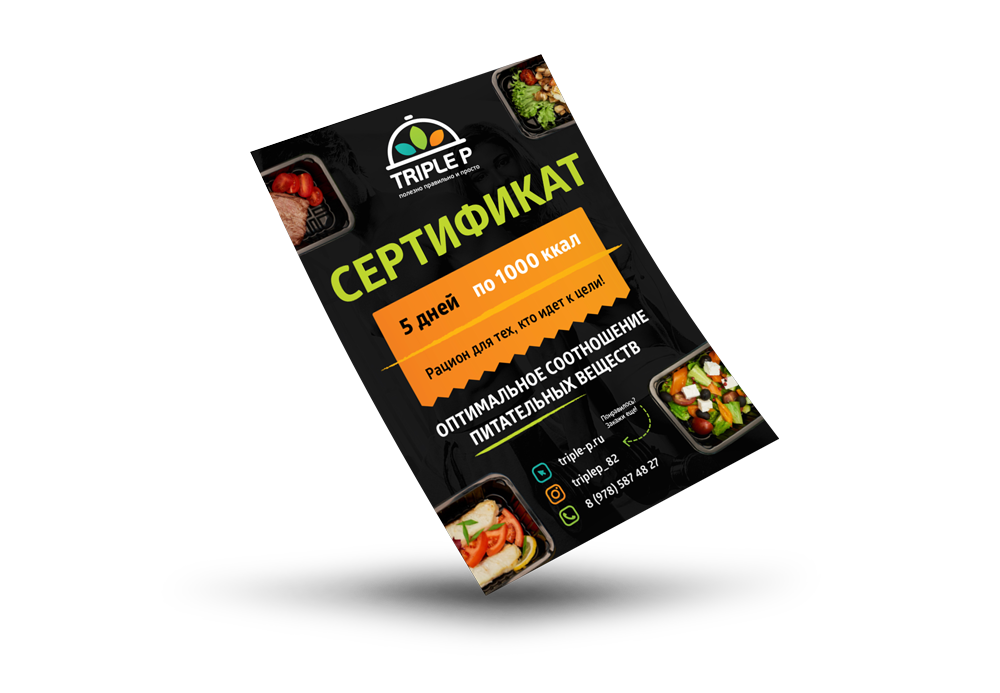 TRIPLE P
полезно правильно и просто
СЕРТИФИКАТ
5 дней по 1000 ккал
Рацион для тех, кто идет к цели!
ОПТИМАЛЬНОЕ СООТНОШЕНИЕ
ПИТАТЕЛЬНЫХ ВЕЩЕСТВ
Понравилось?
Закажи еще!
triple-p.ru
triplep_82
8 (978) 587 48 27